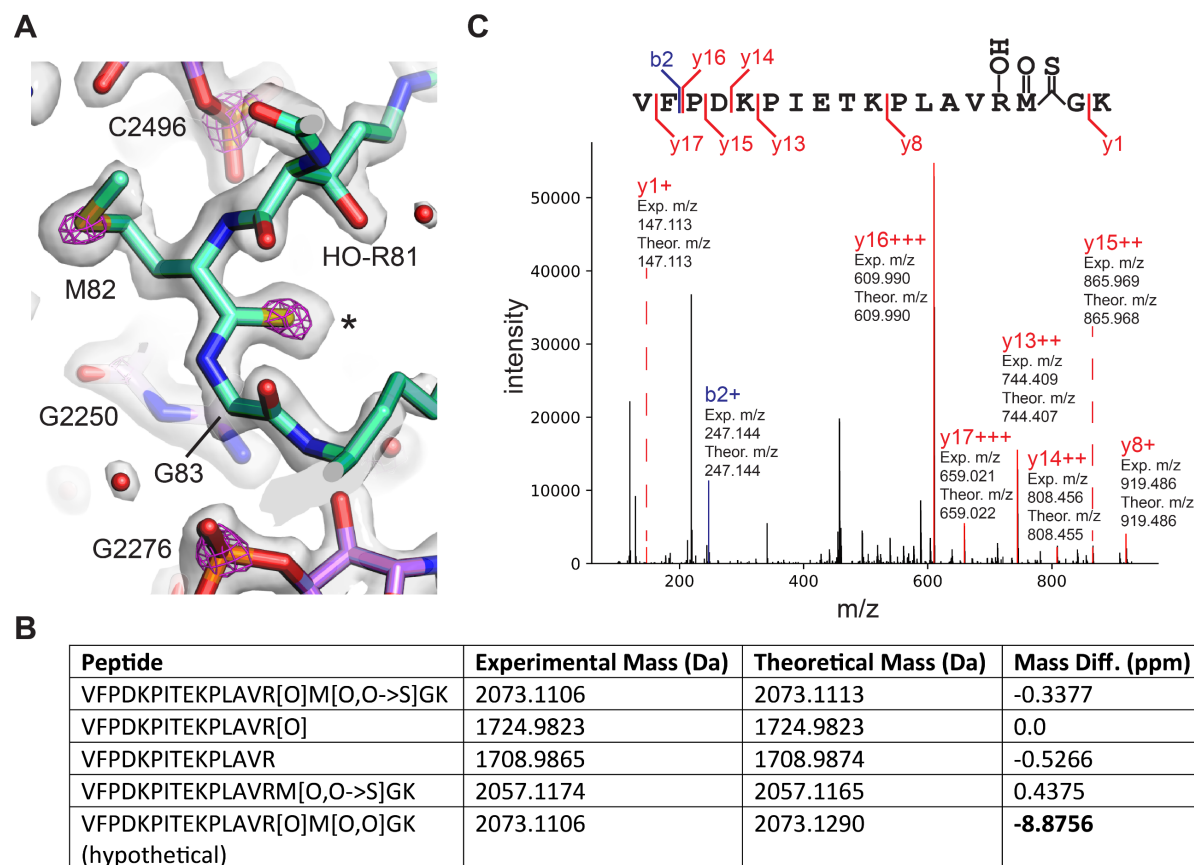 A
C2496
HO-R81
M82
*
G2250
G83
G2276
C
b2 y16 y14
OH O S
V F P D K P I E T K P L A V R M G K
y17 y15 y13 y8 y1
intensity
50000
40000
30000
20000
10000
0
200 400 600 800
m/z
y1+
Exp. m/z
147.113
Theor. m/z
147.113
b2+
Exp. m/z
247.144
Theor. m/z
247.144
y16+++
Exp. m/z
609.990
Theor. m/z
609.990
y17+++
Exp. m/z
659.021
Theor. m/z
659.022
y13++
Exp. m/z
744.409
Theor. m/z
744.407
y14++
Exp. m/z
808.456
Theor. m/z
808.455
y15++
Exp. m/z
865.969
Theor. m/z
865.968
y8+
Exp. m/z
919.486
Theor. m/z
919.486
B
Peptide Experimental Mass (Da) Theoretical Mass (Da) Mass Diff. (ppm)
VFPDKPITEKPLAVR[O]M[O,O->S]GK 2073.1106 2073.1113 -0.3377
VFPDKPITEKPLAVR[O] 1724.9823 1724.9823 0.0
VFPDKPITEKPLAVR 1708.9865 1708.9874 -0.5266
VFPDKPITEKPLAVRM[O,O->S]GK 2057.1174 2057.1165 0.4375
VFPDKPITEKPLAVR[O]M[O,O]GK 2073.1106 2073.1290 -8.8756
(hypothetical)